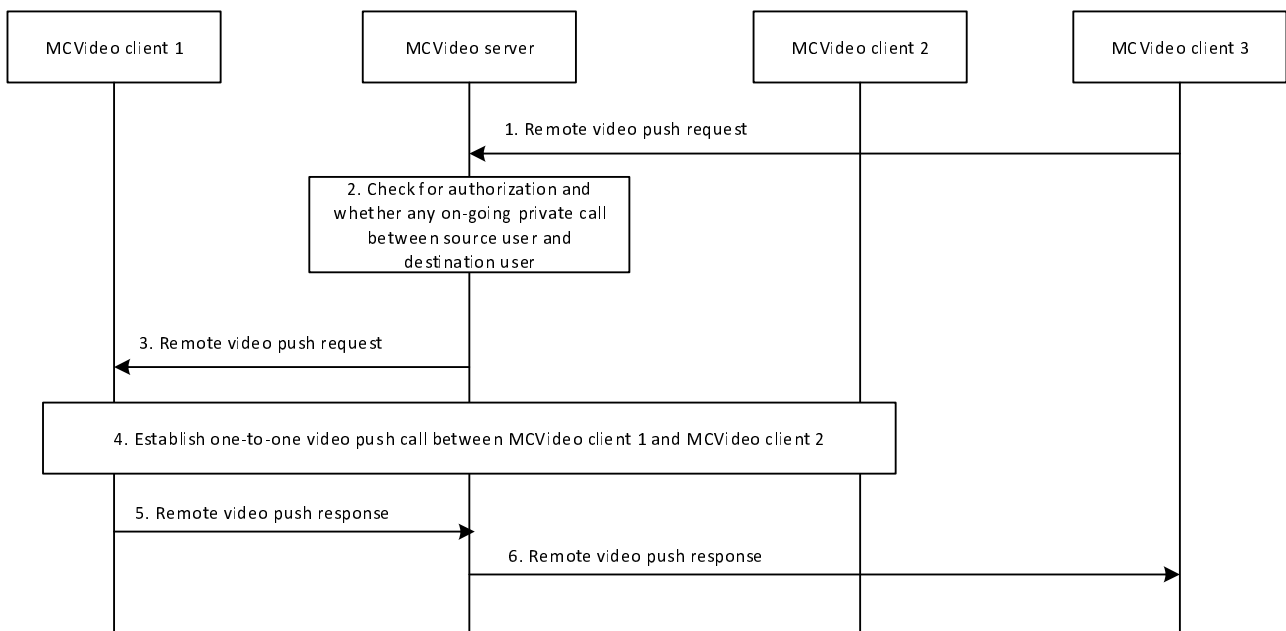 MCVideo client 1
MCVideo server
MCVideo client 2
MCVideo client 3
1. Remote video push request
2. Check for authorization and
whether any on-going private call
between source user and
destination user
3. Remote video push request
4. Establish one-to-one video push call between MCVideo client 1 and MCVideo client 2
5. Remote video push response
6. Remote video push response